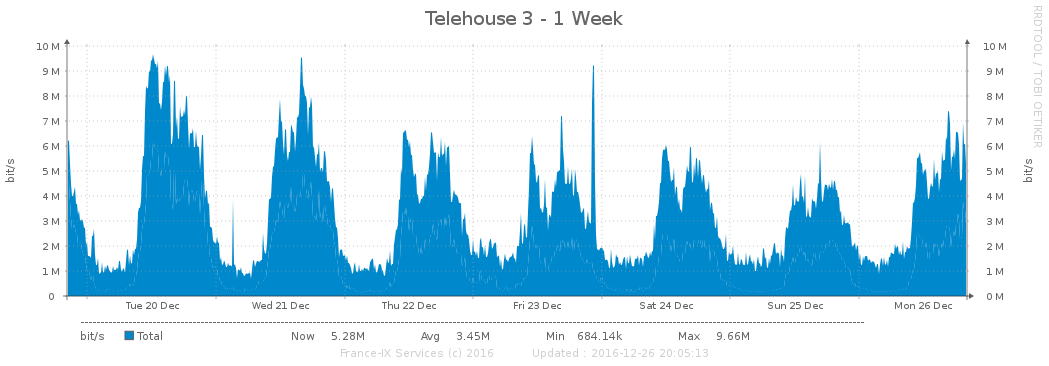 Telehouse 3 - 1 Week
RRDTOOL / TOBI OETIKER
bit/s
10 M 10 M
9 M 9 M
8 M 8 M
7 M 7 M
6 M 6 M
5 M 5 M
4 M 4 M
3 M 3 M
2 M 2 M
1 M 1 M
0 0 M
bit/s
Tue 20 Dec Wed 21 Dec Thu 22 Dec Fri 23 Dec Sat 24 Dec Sun 25 Dec Mon 26 Dec
bit/s Total Now 5.28M Avg 3.45M Min 684.14k Max 9.66M
France-IX Services (c) 2016 Updated : 2016-12-26 20:05:13